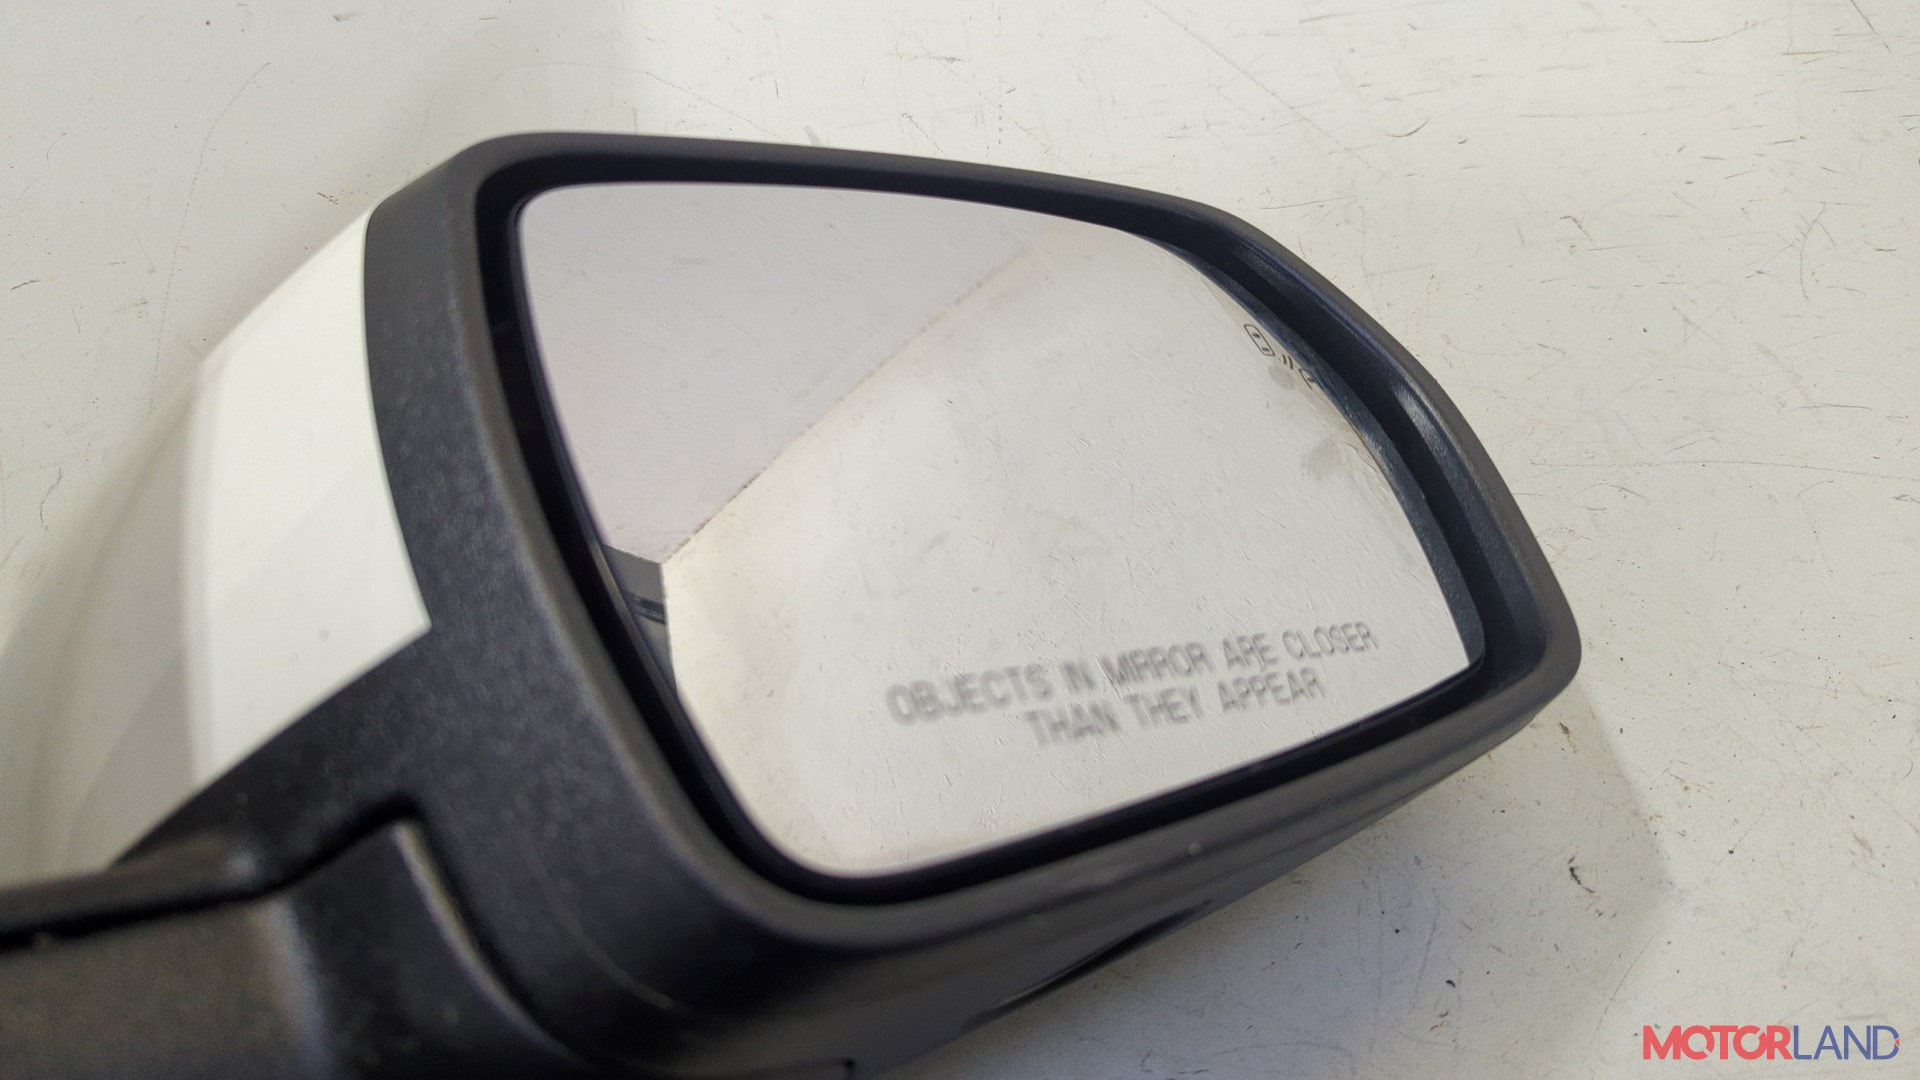 OBJECTS IN MIRROR ARE CLOSER
THAN THEY APPEAR
MOTORLAND